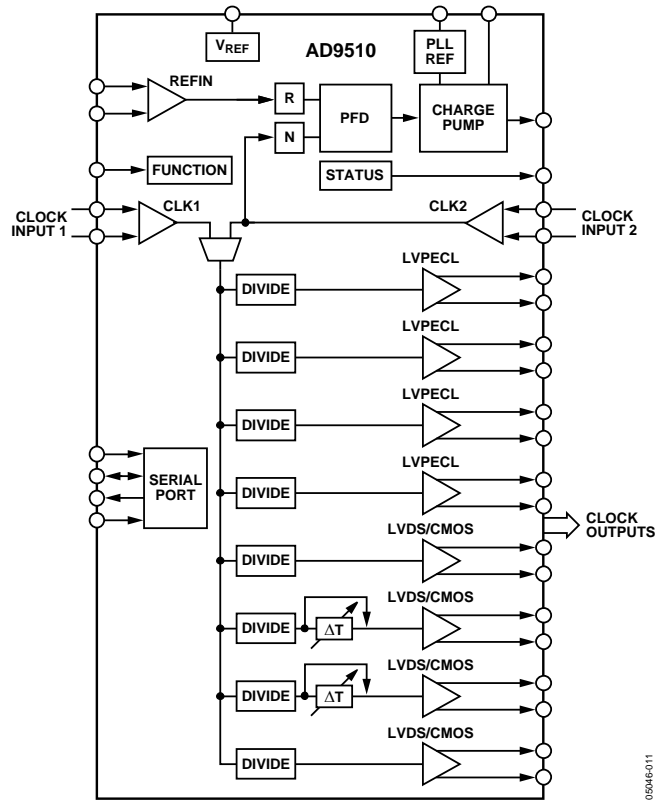 VREF
AD9510
PLL
REF
REFIN
R
PFD
CHARGE
PUMP
N
FUNCTION
STATUS
CLOCK
INPUT 1
CLK1
CLK2
CLOCK
INPUT 2
LVPECL
DIVIDE
LVPECL
DIVIDE
LVPECL
DIVIDE
LVPECL
DIVIDE
SERIAL
PORT
CLOCK
OUTPUTS
LVDS/CMOS
DIVIDE
LVDS/CMOS
DIVIDE
ΔT
LVDS/CMOS
DIVIDE
ΔT
LVDS/CMOS
DIVIDE
05046-011